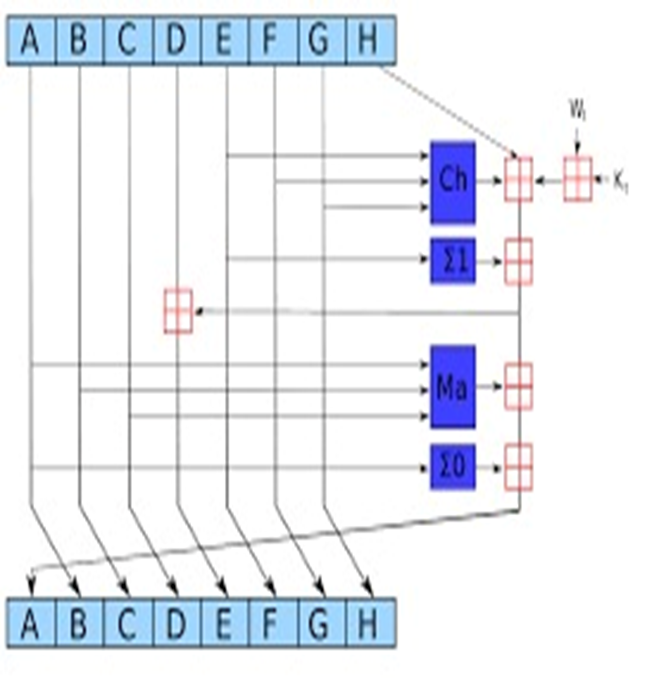 A B C D E F G H
Wt
Ch
Kt
Σ1
Ma
Σ0
A B C D E F G H